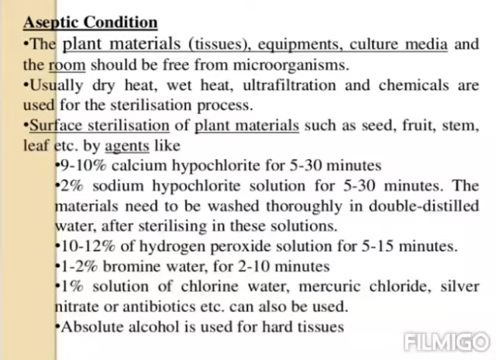 Aseptic Condition
•The plant materials (tissues), equipments, culture media and
the room should be free from microorganisms.
•Usually dry heat, wet heat, ultrafiltration and chemicals are
used for the sterilisation process.
•Surface sterilisation of plant materials such as seed, fruit, stem,
leaf etc. by agents like
•9-10% calcium hypochlorite for 5-30 minutes
•2% sodium hypochlorite solution for 5-30 minutes. The
materials need to be washed thoroughly in double-distilled
water, after sterilising in these solutions.
•10-12% of hydrogen peroxide solution for 5-15 minutes.
•1-2% bromine water, for 2-10 minutes
•1% solution of chlorine water, mercuric chloride, silver
nitrate or antibiotics etc. can also be used.
•Absolute alcohol is used for hard tissues
FILMIGO